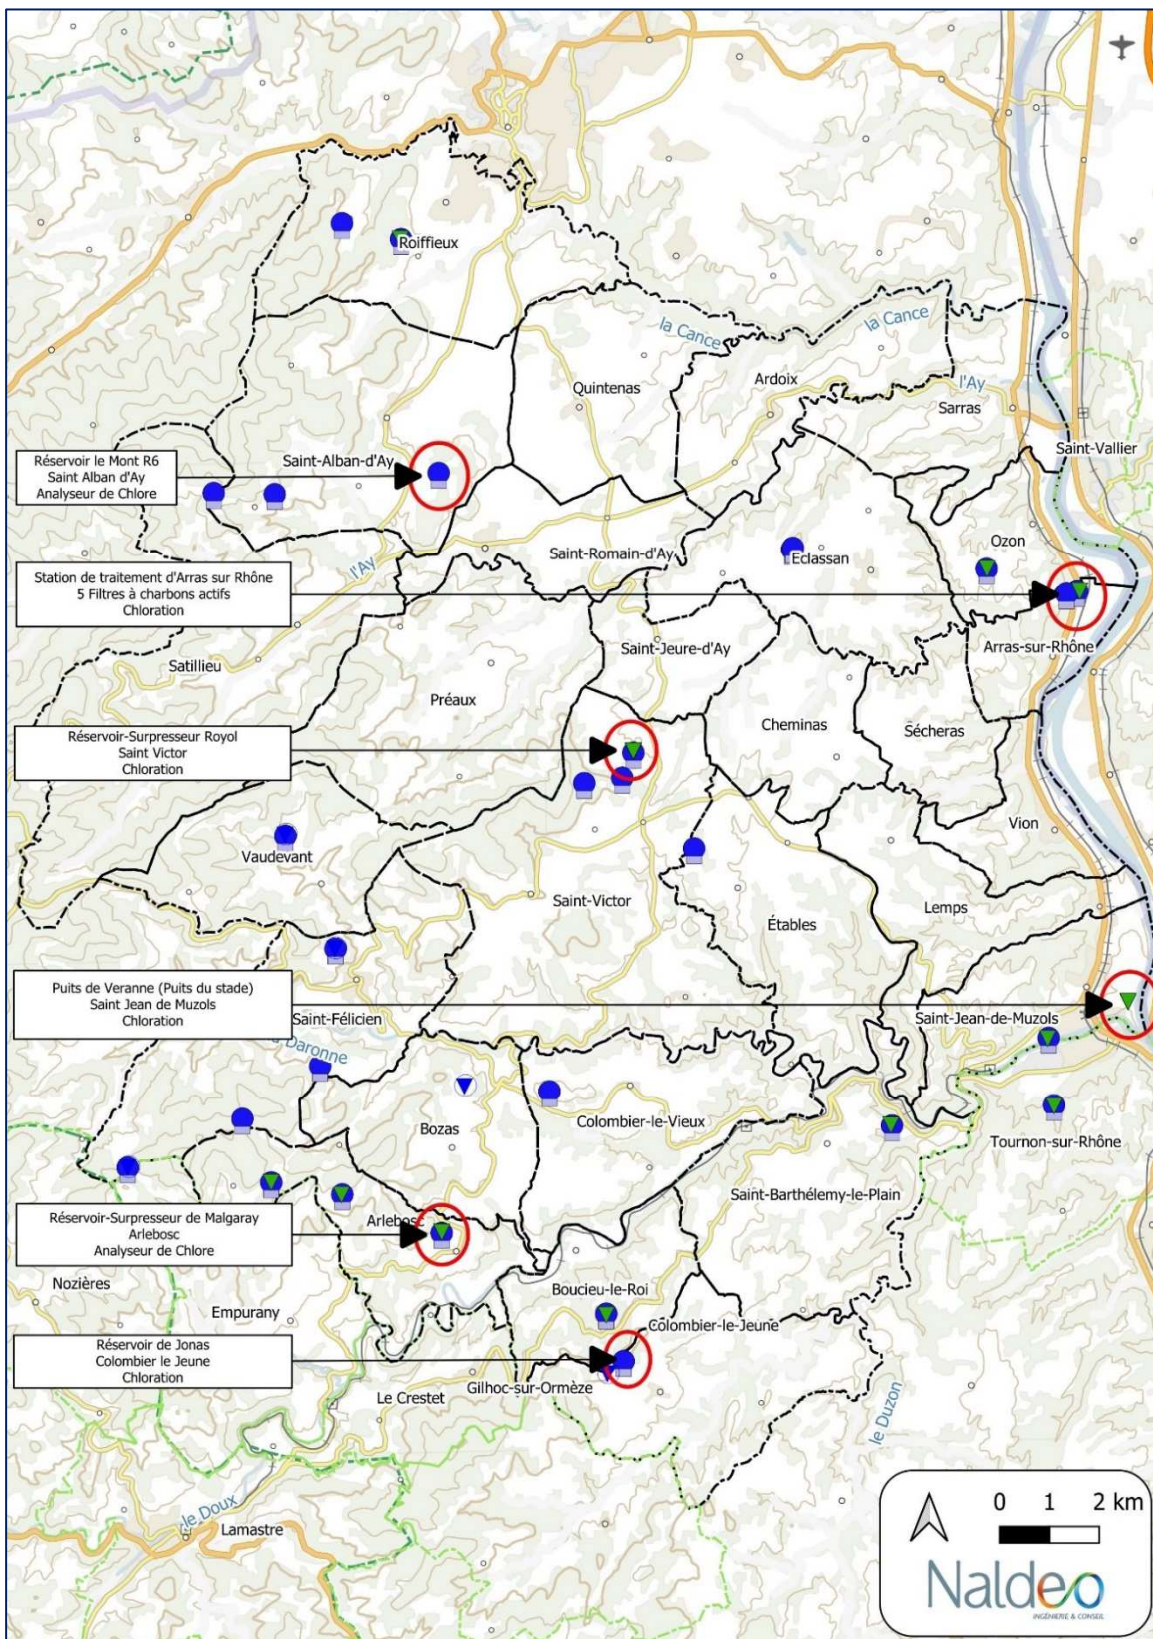 Roiffieux
la Cance
la Cance
Quintenas
Ardoix
l'Ay
Sarras
Saint-Vallier
Réservoir le Mont R6
Saint Alban d'Ay
Analyseur de Chlore
Saint-Alban-d'Ay
Ozon
Saint-Romain-d'Ay
Eclassan
l'Ay
Station de traitement d'Arras sur Rhône
5 Filtres à charbons actifs
Chloration
Saint-Jeure-d'Ay
Arras-sur-Rhône
Satillieu
Préaux
Cheminas
Sécheras
Réservoir-Surpresseur Royol
Saint Victor
Chloration
Vion
Vaudevant
Saint-Victor
Étables
Lemps
Puits de Veranne (Puits du stade)
Saint Jean de Muzols
Chloration
Saint-Félicien
Saint-Jean-de-Muzols
Daronne
Bozas
Colombier-le-Vieux
Tournon-sur-Rhône
Saint-Barthélemy-le-Plain
Réservoir-Surpresseur de Malgaray
Arlebosc
Analyseur de Chlore
Arlebosc
Nozières
Empurany
Boucieu-le-Roi
Colombier-le-Jeune
Réservoir de Jonas
Colombier le Jeune
Chloration
Le Crestet
Gilhoc-sur-Ormèze
le Duzon
le Doux
Lamastre
0 1 2 km
Naldeo
INGÉNIERIE & CONSEIL